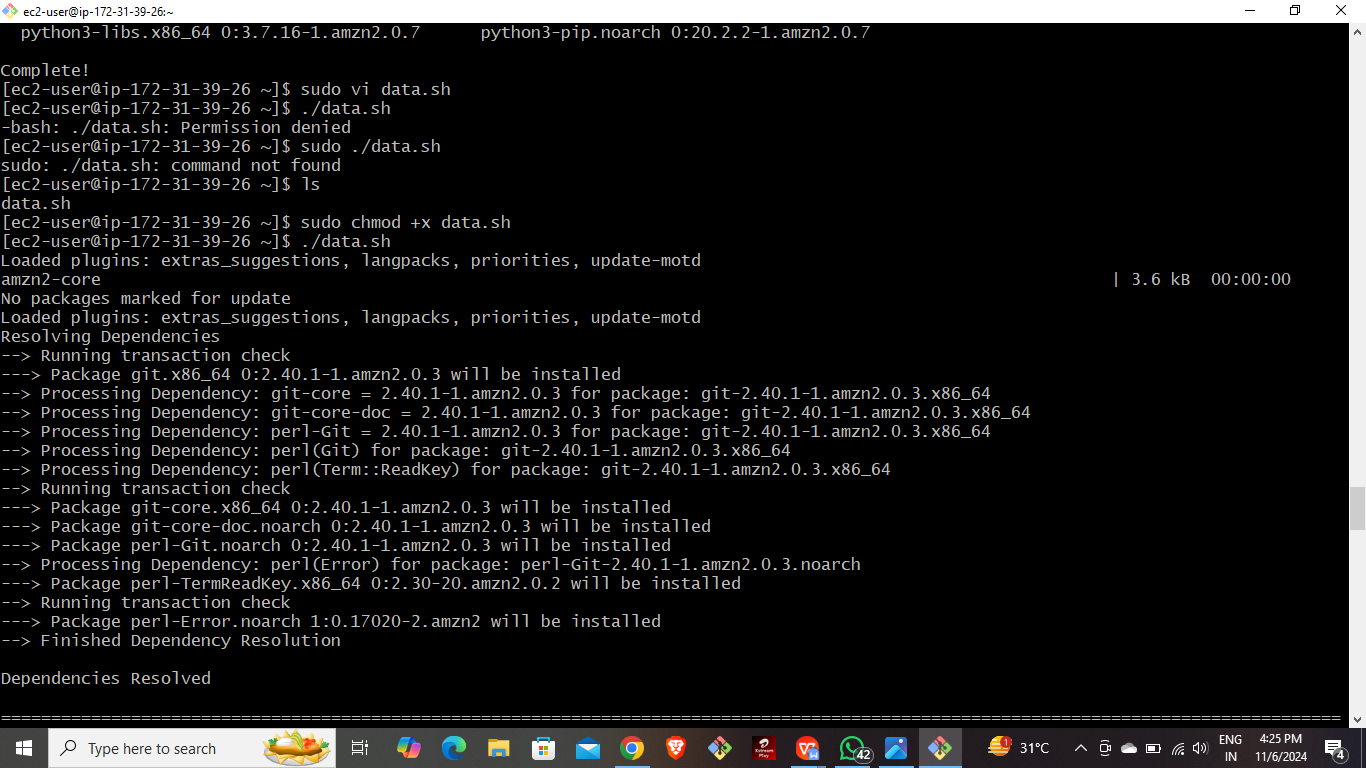 ec2-user@ip-172-31-39-26:~
python3-libs.x86_64 0:3.7.16-1.amzn2.0.7      python3-pip.noarch 0:20.2.2-1.amzn2.0.7
Complete!
[ec2-user@ip-172-31-39-26 ~]$ sudo vi data.sh
[ec2-user@ip-172-31-39-26 ~]$ ./data.sh
-bash: ./data.sh: Permission denied
[ec2-user@ip-172-31-39-26 ~]$ sudo ./data.sh
sudo: ./data.sh: command not found
[ec2-user@ip-172-31-39-26 ~]$ ls
data.sh
[ec2-user@ip-172-31-39-26 ~]$ sudo chmod +x data.sh
[ec2-user@ip-172-31-39-26 ~]$ ./data.sh
Loaded plugins: extras_suggestions, langpacks, priorities, update-motd
amzn2-core | 3.6 kB  00:00:00
No packages marked for update
Loaded plugins: extras_suggestions, langpacks, priorities, update-motd
Resolving Dependencies
--> Running transaction check
---> Package git.x86_64 0:2.40.1-1.amzn2.0.3 will be installed
--> Processing Dependency: git-core = 2.40.1-1.amzn2.0.3 for package: git-2.40.1-1.amzn2.0.3.x86_64
--> Processing Dependency: git-core-doc = 2.40.1-1.amzn2.0.3 for package: git-2.40.1-1.amzn2.0.3.x86_64
--> Processing Dependency: perl-Git = 2.40.1-1.amzn2.0.3 for package: git-2.40.1-1.amzn2.0.3.x86_64
--> Processing Dependency: perl(Git) for package: git-2.40.1-1.amzn2.0.3.x86_64
--> Processing Dependency: perl(Term::ReadKey) for package: git-2.40.1-1.amzn2.0.3.x86_64
--> Running transaction check
---> Package git-core.x86_64 0:2.40.1-1.amzn2.0.3 will be installed
---> Package git-core-doc.noarch 0:2.40.1-1.amzn2.0.3 will be installed
---> Package perl-Git.noarch 0:2.40.1-1.amzn2.0.3 will be installed
--> Processing Dependency: perl(Error) for package: perl-Git-2.40.1-1.amzn2.0.3.noarch
---> Package perl-TermReadKey.x86_64 0:2.30-20.amzn2.0.2 will be installed
--> Running transaction check
---> Package perl-Error.noarch 1:0.17020-2.amzn2 will be installed
--> Finished Dependency Resolution
Dependencies Resolved
======================================================================================================================================
Type here to search
42
1
31°C
ENG
IN
4:25 PM
11/6/2024
4